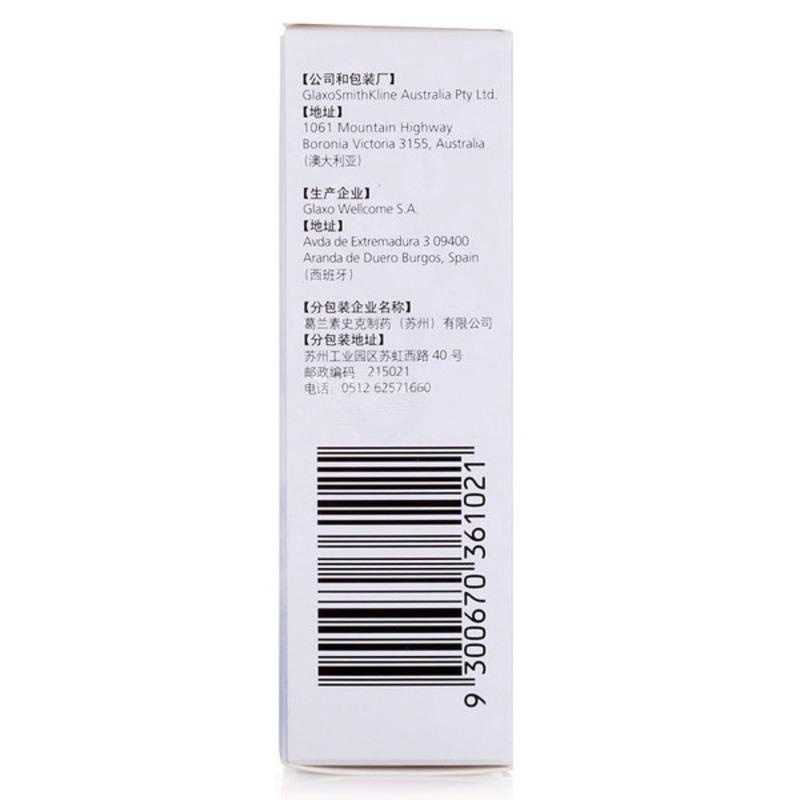 【公司和包装厂】
GlaxoSmithKline Australia Pty Ltd.
【地址】
1061 Mountain Highway
Boronia Victoria 3155, Australia
（澳大利亚）
【生产企业】
Glaxo Wellcome S.A.
【地址】
Avda de Extremadura 3 09400
Aranda de Duero Burgos, Spain
（西班牙）
【分包装企业名称】
葛兰素史克制药（苏州）有限公司
【分包装地址】
苏州工业园区苏虹西路 40 号
邮政编码 215021
电话: 0512 62571660
9 300670 361021